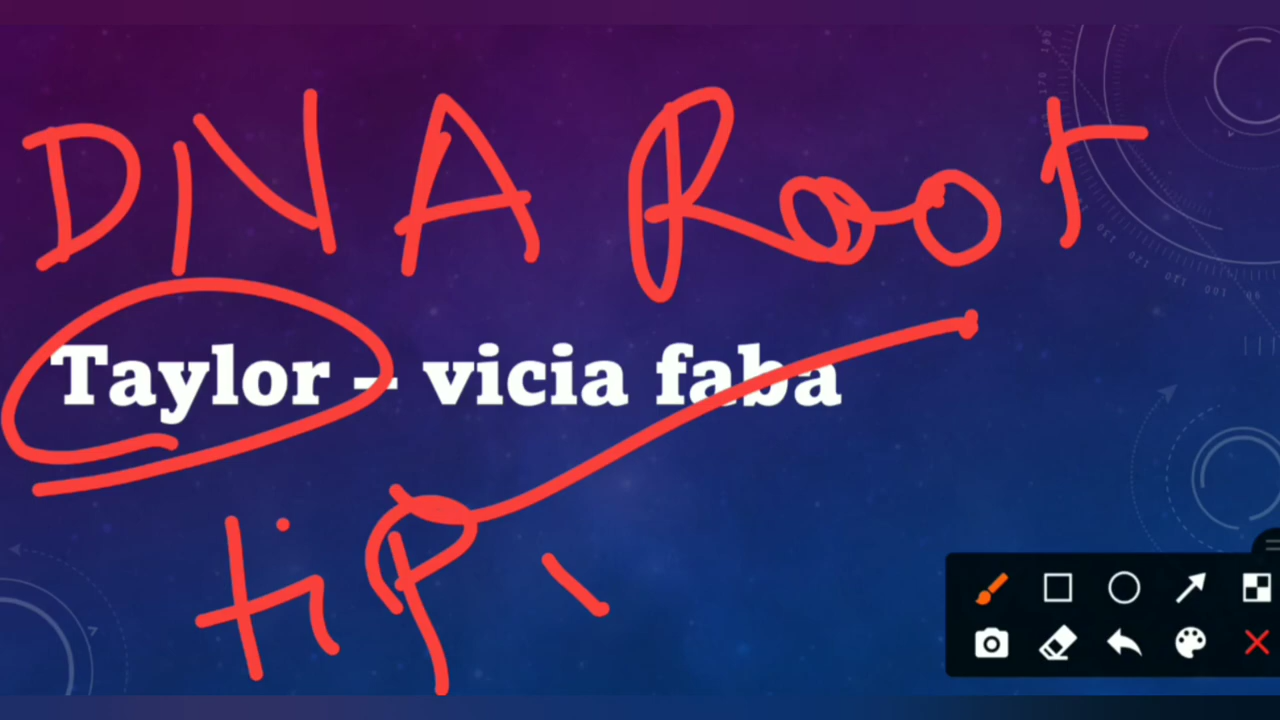 DNA Root
Taylor – vicia faba
tip